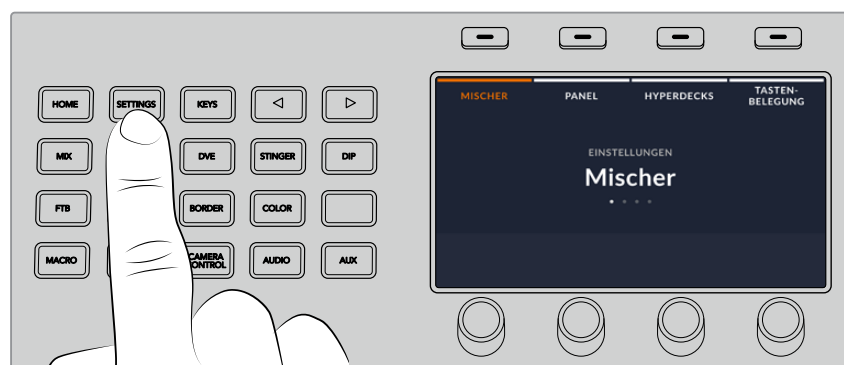 HOME
SETTINGS
KEYS
MIX
DVE
STINGER
DIP
FTB
BORDER
COLOR
MACRO
CAMERA
AUDIO
AUX
MISCHER
PANEL
HYPERDECKS
TASTEN-
BELEGUNG
EINSTELLUNGEN
Mischer